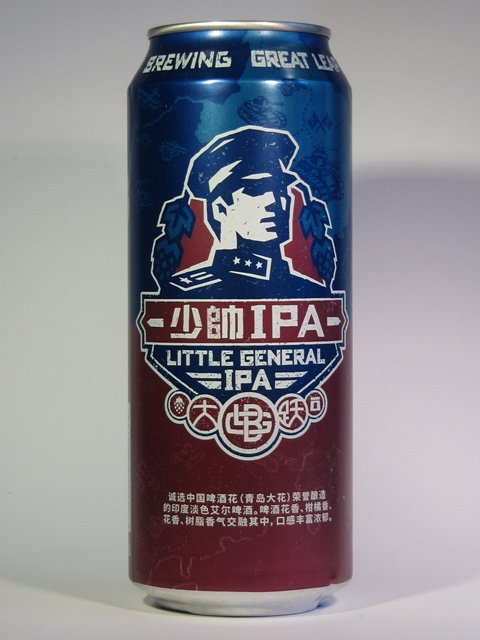 BREWING GREAT LEAP
少帥IPA
LITTLE GENERAL
IPA
大 GLB 铁
诚选中国啤酒花(青岛大花)荣誉酿造
的印度淡色艾尔啤酒。啤酒花香、柑橘香、
花香、树脂香气交融其中,口感丰富浓郁。